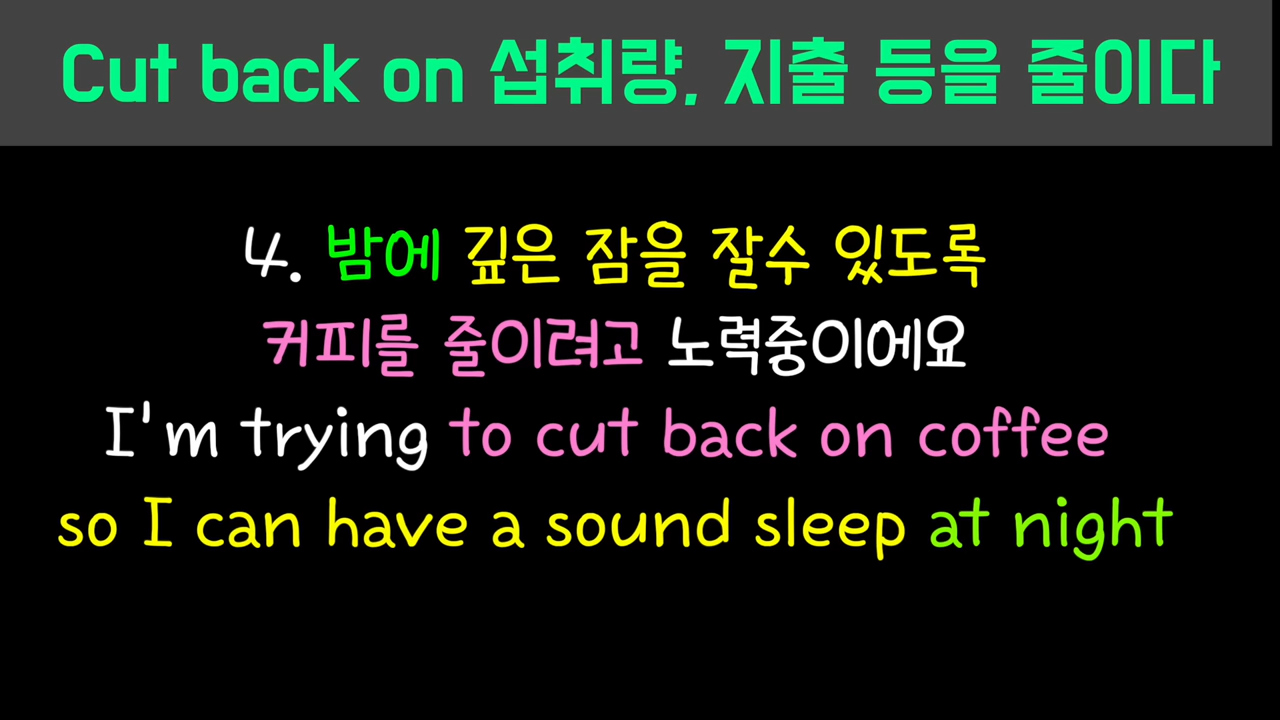 Cut back on 섭취량, 지출 등을 줄이다
4. 밤에 깊은 잠을 잘수 있도록
커피를 줄이려고 노력중이에요
I'm trying to cut back on coffee
so I can have a sound sleep at night